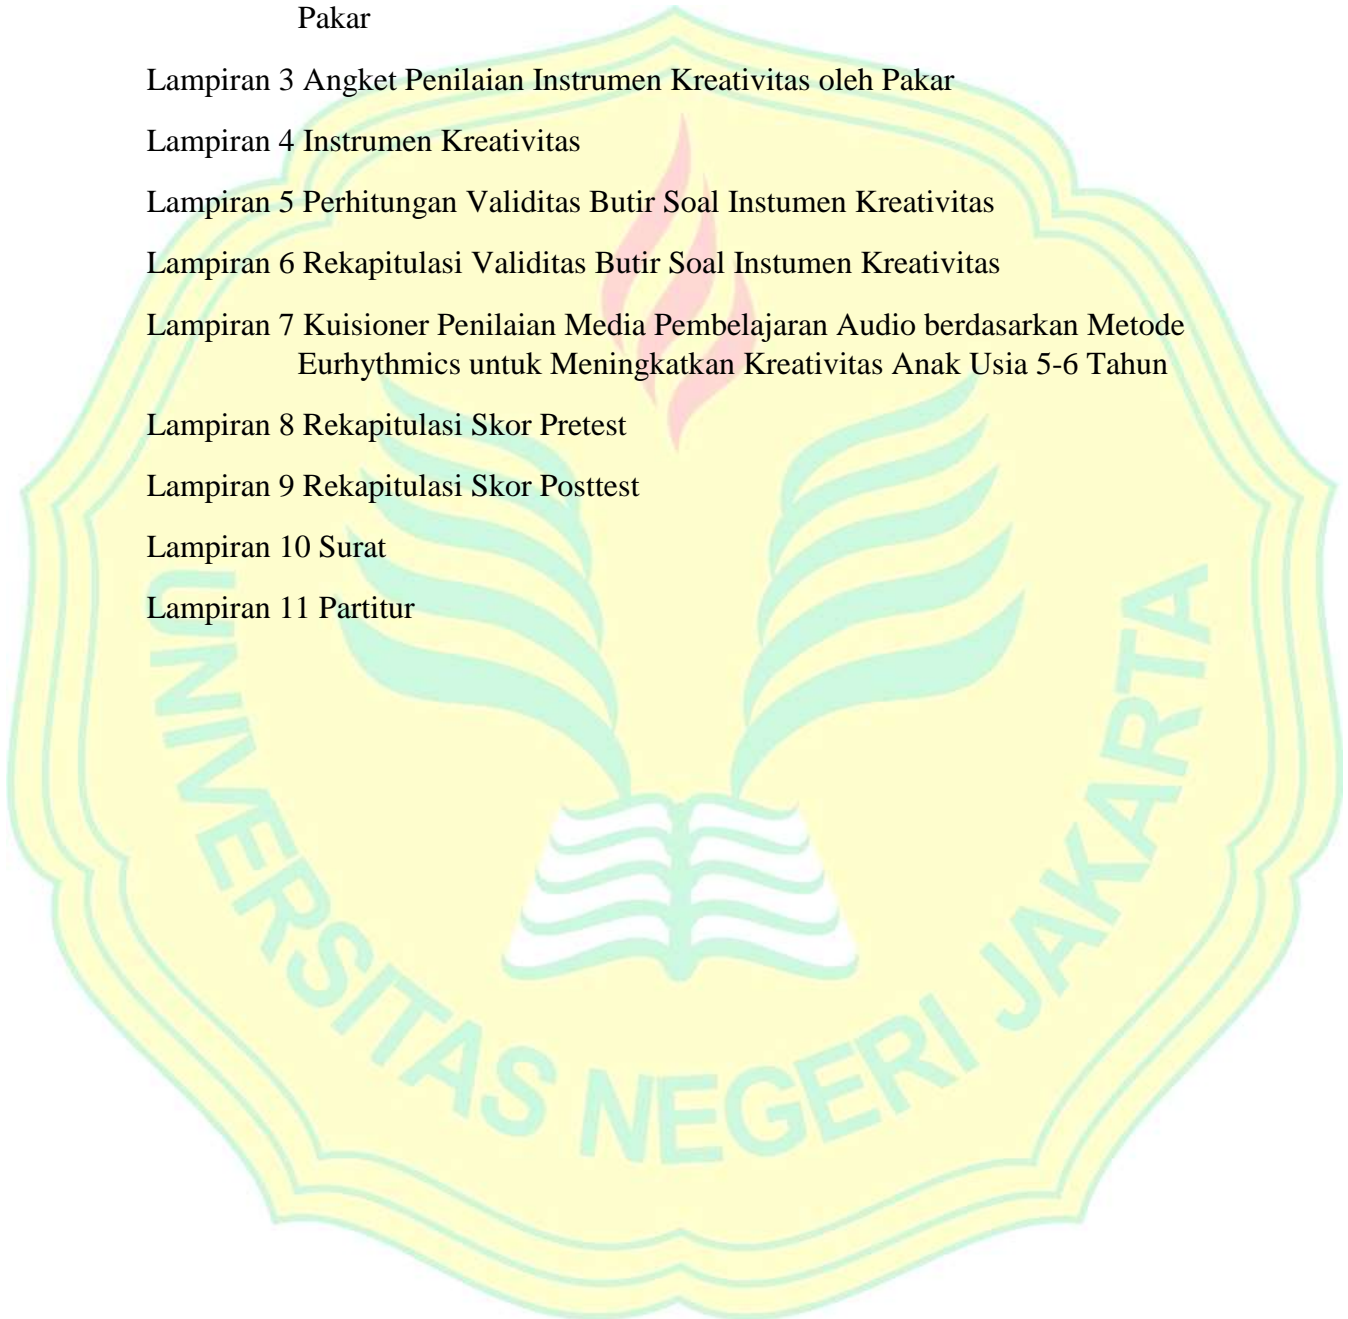 Pakar
Lampiran 3 Angket Penilaian Instrumen Kreativitas oleh Pakar
Lampiran 4 Instrumen Kreativitas
Lampiran 5 Perhitungan Validitas Butir Soal Instumen Kreativitas
Lampiran 6 Rekapitulasi Validitas Butir Soal Instumen Kreativitas
Lampiran 7 Kuisioner Penilaian Media Pembelajaran Audio berdasarkan Metode
Eurhythmics untuk Meningkatkan Kreativitas Anak Usia 5-6 Tahun
Lampiran 8 Rekapitulasi Skor Pretest
Lampiran 9 Rekapitulasi Skor Posttest
Lampiran 10 Surat
Lampiran 11 Partitur
UNIVERSITAS NEGERI JAKARTA